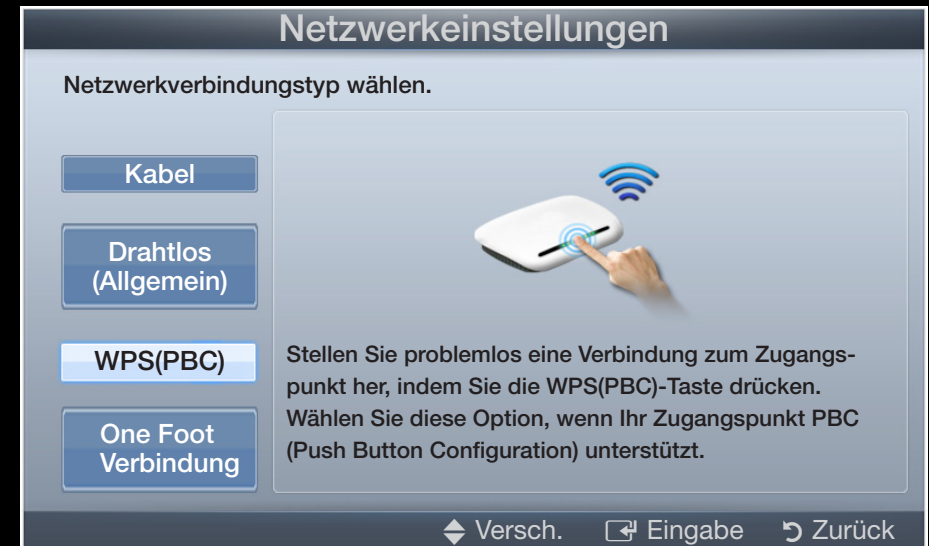 Netzwerkeinstellungen
Netzwerkverbindungstyp wählen.
Kabel
Drahtlos
(Allgemein)
WPS(PBC)
One Foot
Verbindung
Stellen Sie problemlos eine Verbindung zum Zugangs-
punkt her, indem Sie die WPS(PBC)-Taste drücken.
Wählen Sie diese Option, wenn Ihr Zugangspunkt PBC
(Push Button Configuration) unterstützt.
Versch. Eingabe Zurück